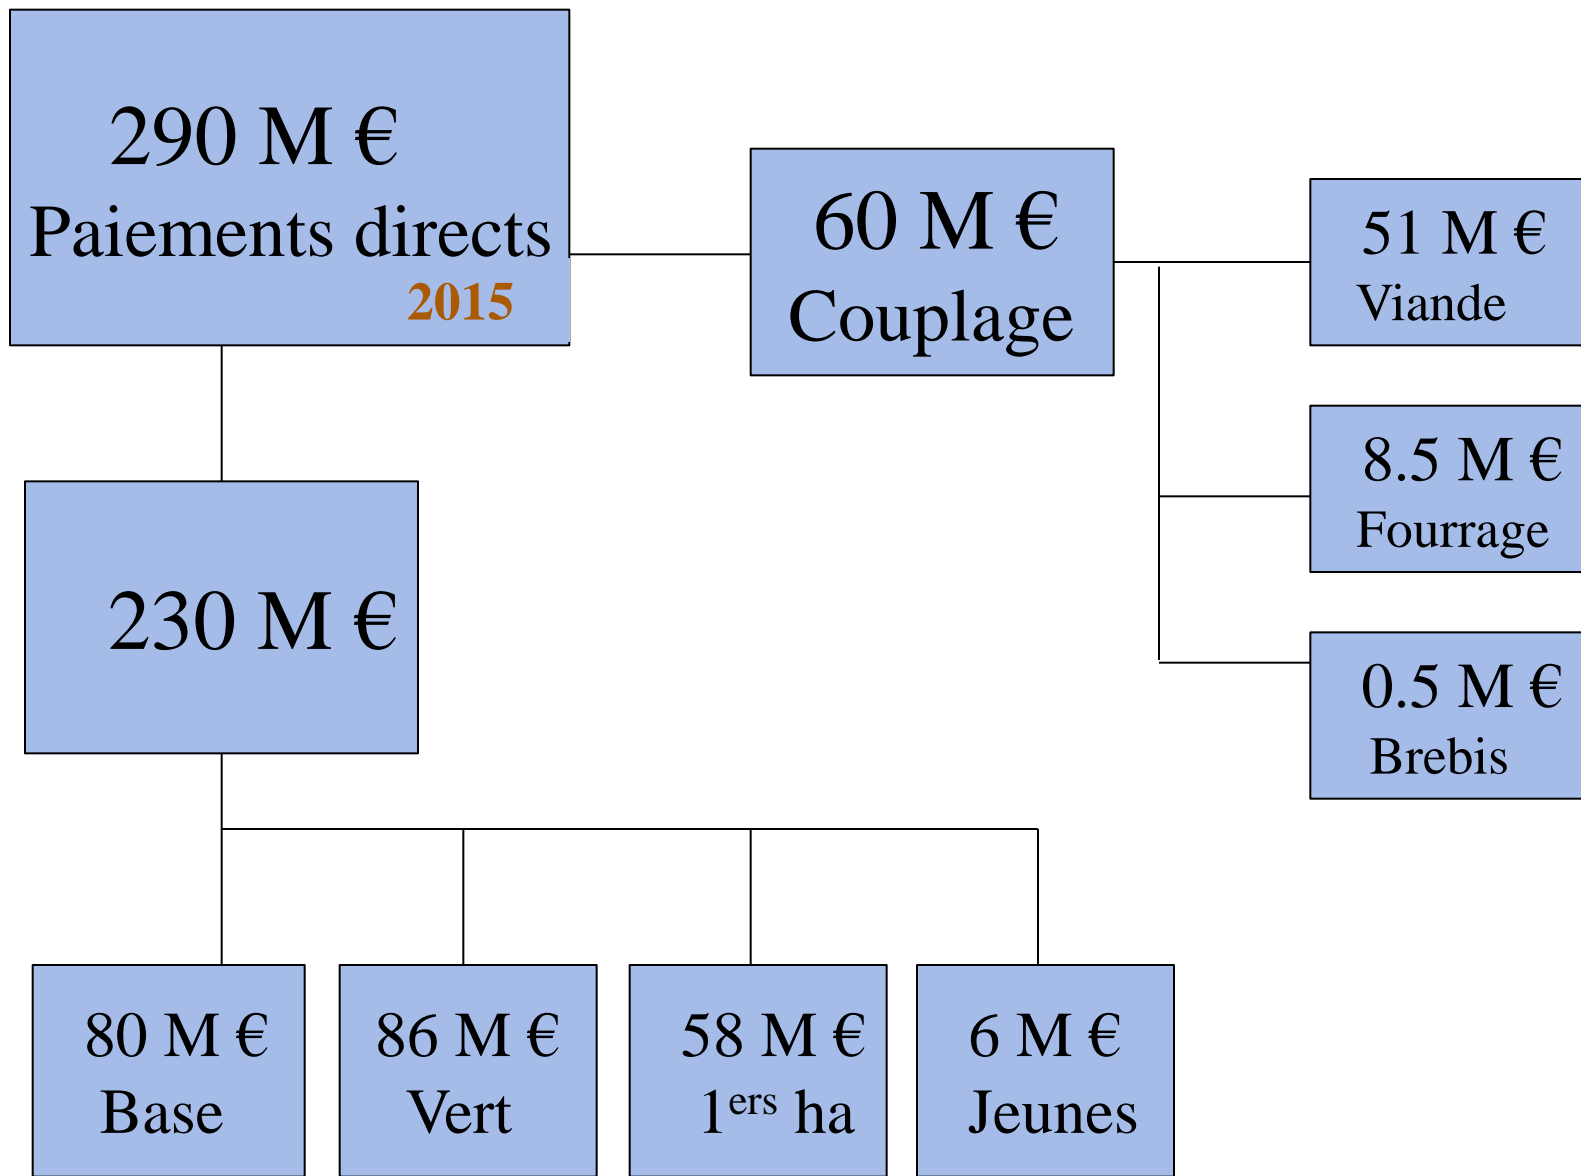 290 M €
Paiements directs
2015
60 M €
Couplage
51 M €
Viande
8.5 M €
Fourrage
0.5 M €
Brebis
230 M €
80 M €
Base
86 M €
Vert
58 M €
1ers ha
6 M €
Jeunes